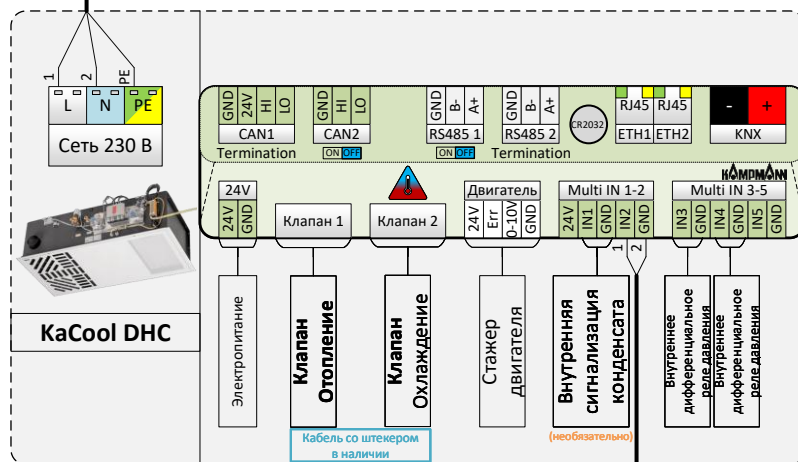 1
2
PE
L
N
PE
Сеть 230 В
KaCool DHC
GND
24V
HI
LO
CAN1
Termination
GND
HI
LO
CAN2
ON OFF
GND
B-
A+
RS485 1
ON OFF
GND
B-
A+
RS485 2
Termination
CR2032
RJ45
RJ45
ETH1
ETH2
-
+
KNX
KAMPMANN
24V
24V
GND
Клапан 1
Клапан 2
Двигатель
24V
Err
0-10V
GND
Multi IN 1-2
24V
IN1
GND
IN2
GND
Multi IN 3-5
IN3
GND
IN4
GND
IN5
GND
1
2
Электропитание
Клапан
Отопление
Клапан
Охлаждение
Стажер
двигателя
Внутренняя
сигнализация
конденсата
Внутреннее
дифференциальное
реле давления
Внутреннее
дифференциальное
реле давления
Кабель со штекером
в наличии
(необязательно)